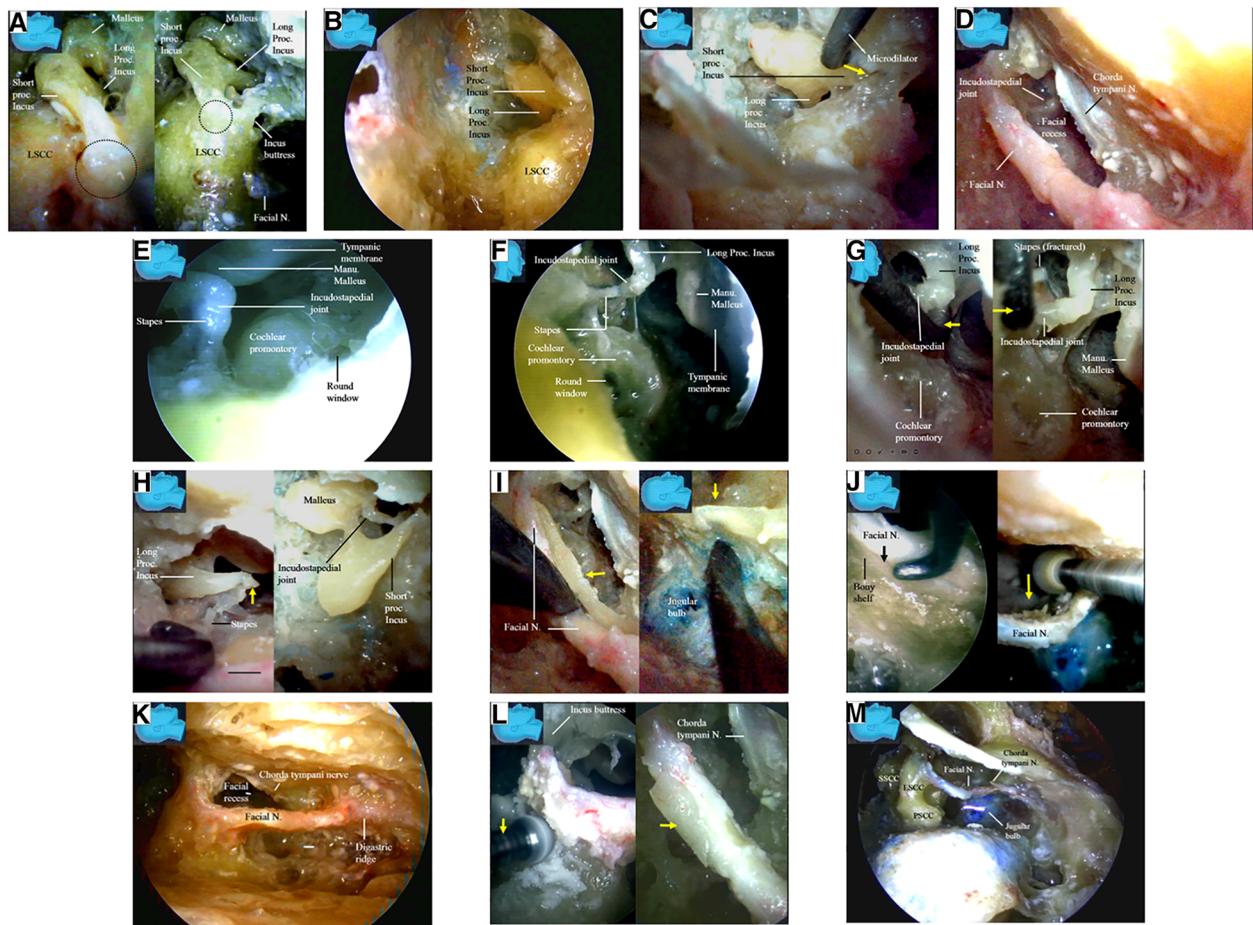 A
Malleus
Long
Proc.
Incus
Short
proc
Incus
LSCC
Short
proc.
Incus
Malleus
Long
Proc.
Incus
LSCC
Incus
buttress
Facial N.
B
Short
Proc.
Incus
Long
Proc.
Incus
LSCC
C
Short
proc
Incus
Microdilator
Long
proc
Incus
D
Incudostapedial
joint
Chorda
tympani N.
Facial
recess
Facial N.
E
Tympanic
membrane
Manu.
Malleus
Incudostapedial
joint
Stapes
Cochlear
promontory
Round
window
F
Incudostapedial joint
Long Proc. Incus
Manu.
Malleus
Stapes
Cochlear
promontory
Round
window
Tympanic
membrane
G
Long
Proc.
Incus
Incudostapedial
joint
Cochlear
promontory
Stapes (fractured)
Long
Proc.
Incus
Incudostapedial joint
Manu.
Malleus
Cochlear
promontory
H
Long
Proc.
Incus
Stapes
Malleus
Incudostapedial
joint
Short
proc
Incus
I
Facial N.
Jugular
bulb
J
Facial N.
Bony
shelf
Facial N.
K
Chorda tympani nerve
Facial
recess
Facial N.
Digastric
ridge
L
Incus buttress
Chorda
tympani N.
M
SSCC
LSCC
PSCC
Facial N.
Chorda
tympani N.
Jugular
bulb